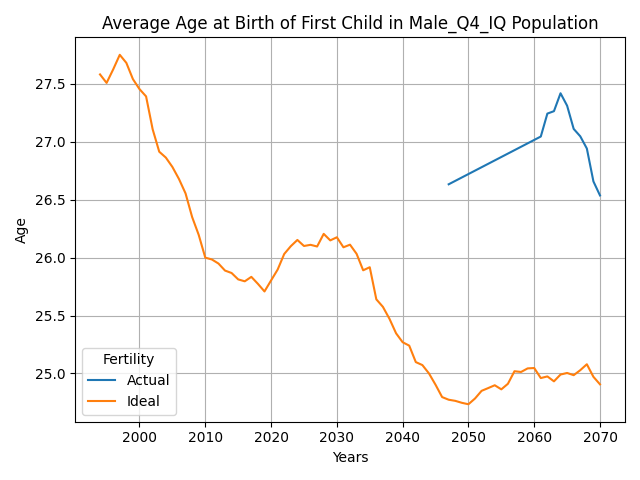 Average Age at Birth of First Child in Male_Q4_IQ Population
Age
27.5
27.0
26.5
26.0
25.5
25.0
Fertility
Actual
Ideal
2000 2010 2020 2030 2040 2050 2060 2070
Years